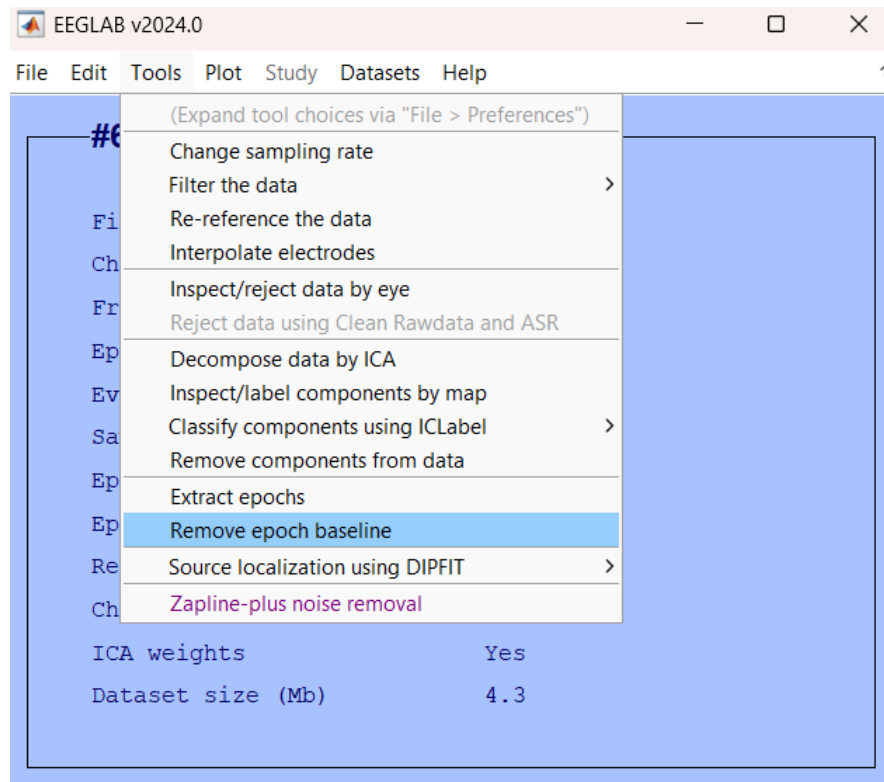 EEGLAB v2024.0
File Edit Tools Plot Study Datasets Help
(Expand tool choices via "File > Preferences")
#6
Change sampling rate
Filter the data
Fi
Re-reference the data
Interpolate electrodes
Ch
Inspect/reject data by eye
Fr
Reject data using Clean Rawdata and ASR
Ep
Decompose data by ICA
Ev
Inspect/label components by map
Classify components using ICLabel
Sa
Remove components from data
Ep
Extract epochs
Ep
Remove epoch baseline
Re
Source localization using DIPFIT
Ch
Zapline-plus noise removal
ICA weights Yes
Dataset size (Mb) 4.3